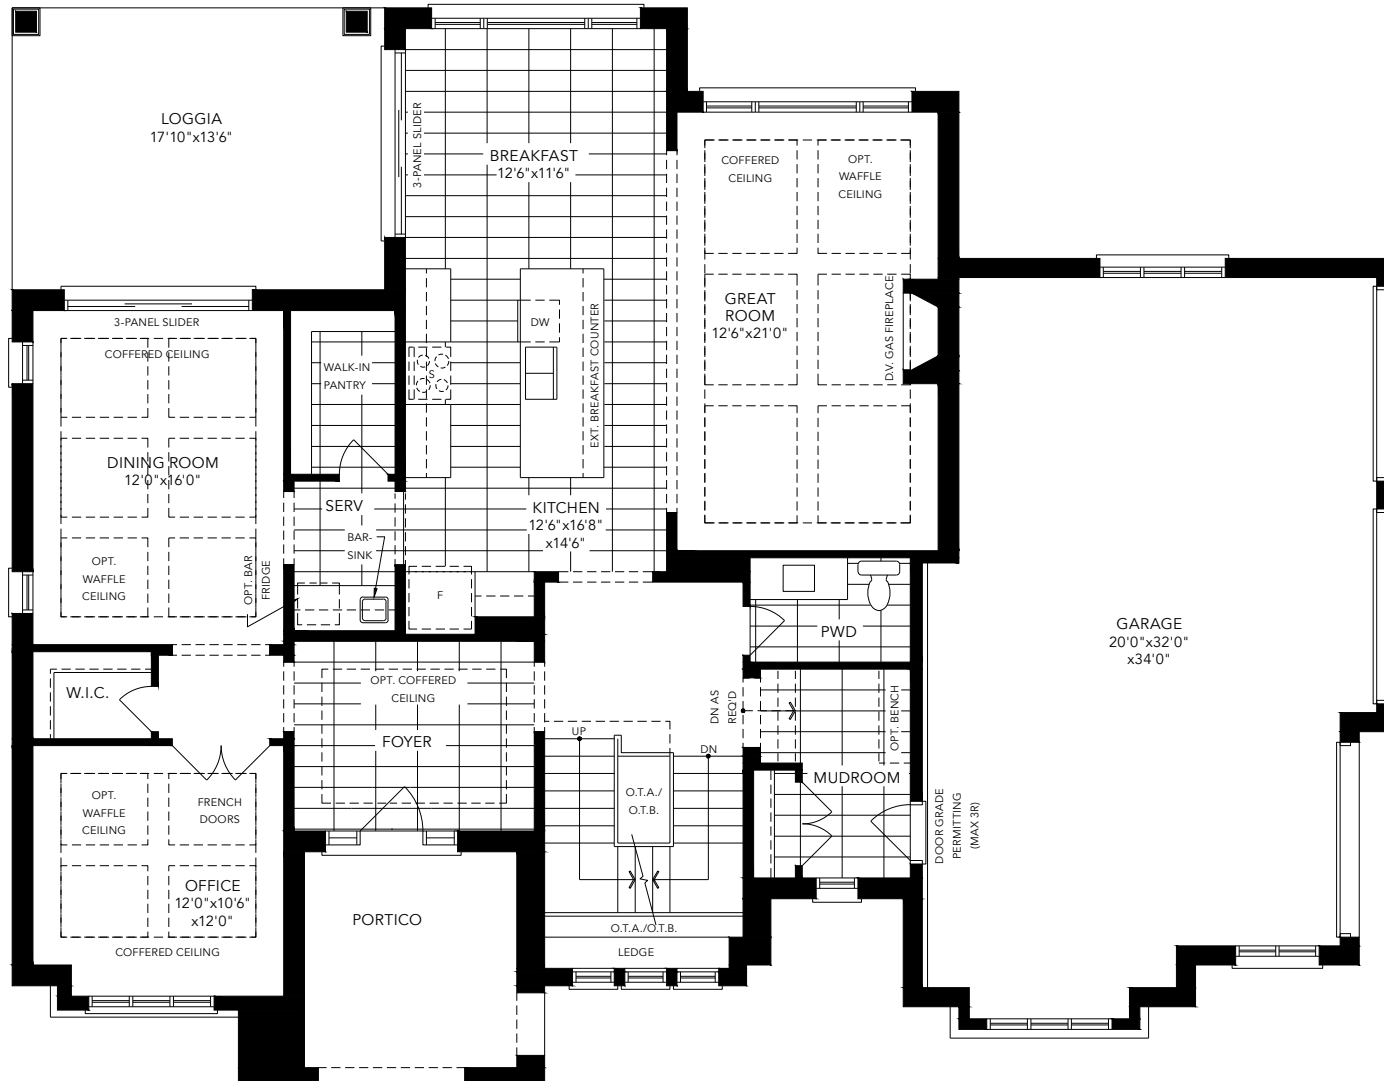 LOGGIA
17'10"x13'6"
3-PANEL SLIDER
BREAKFAST
12'6"x11'6"
COFFERED
CEILING
OPT.
WAFFLE
CEILING
GREAT
ROOM
12'6"x21'0"
D.V. GAS FIREPLACE
3-PANEL SLIDER
COFFERED CEILING
WALK-IN
PANTRY
S
DW
EXT. BREAKFAST COUNTER
DINING ROOM
12'0"x16'0"
OPT.
WAFFLE
CEILING
OPT. BAR
FRIDGE
SERV
BAR-
SINK
KITCHEN
12'6"x16'8"
x14'6"
F
PWD
GARAGE
20'0"x32'0"
x34'0"
W.I.C.
OPT. COFFERED
CEILING
FOYER
UP
DN
DN AS
REQ'D
OPT. BENCH
MUDROOM
O.T.A./
O.T.B.
DOOR GRADE
PERMITTING
(MAX 3R)
OPT.
WAFFLE
CEILING
FRENCH
DOORS
OFFICE
12'0"x10'6"
x12'0"
COFFERED CEILING
PORTICO
O.T.A./O.T.B.
LEDGE